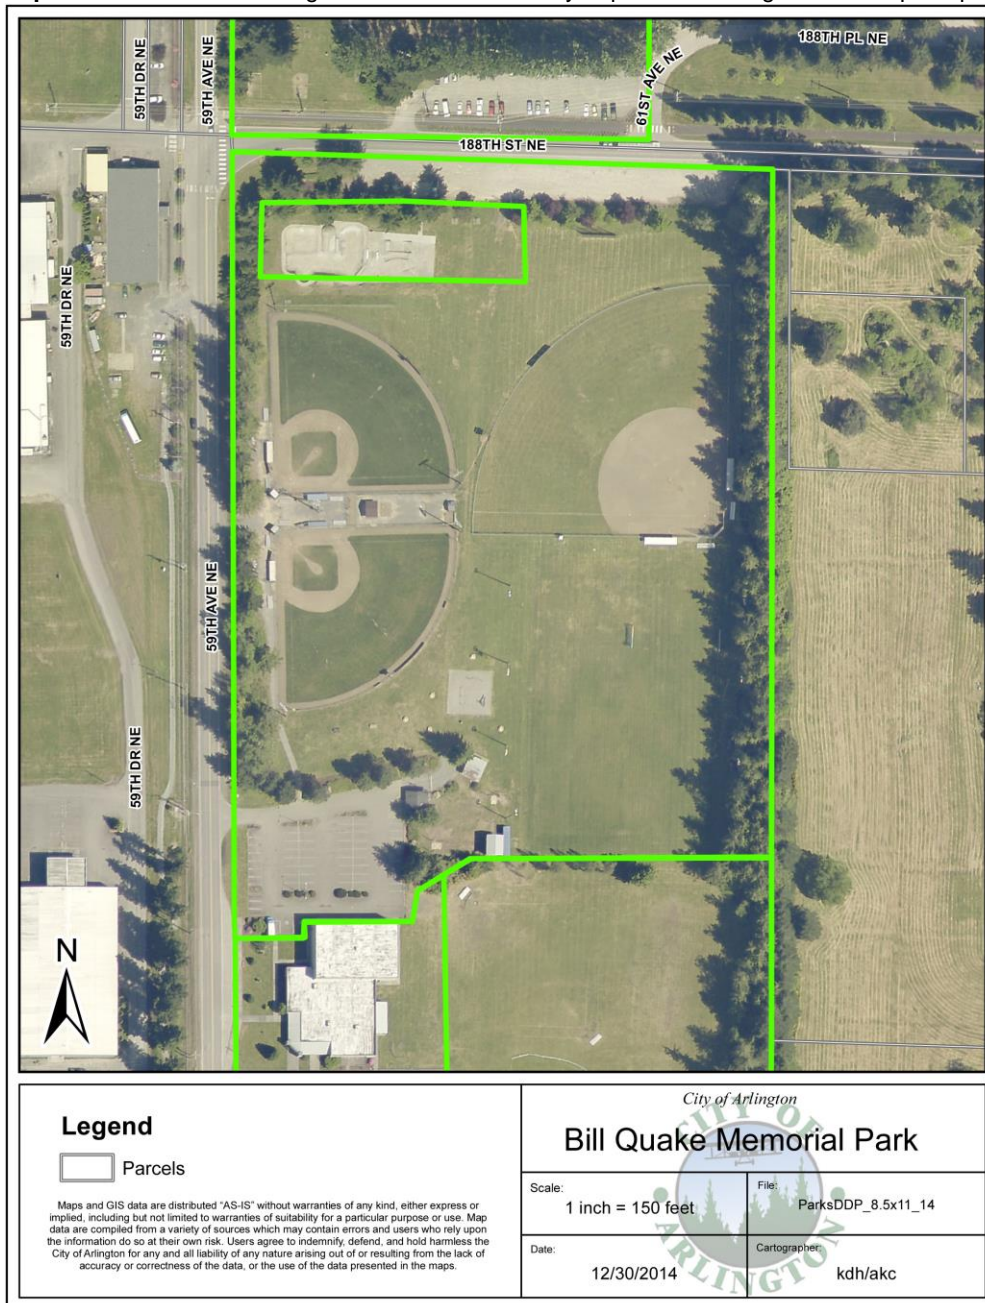 188TH PL NE
59TH DR NE
59TH AVE NE
61ST AVE NE
188TH ST NE
59TH DR NE
59TH AVE NE
59TH DR NE
N
Legend
Parcels
Maps and GIS data are distributed "AS-IS" without warranties of any kind, either express or
implied, including but not limited to warranties of suitability for a particular purpose or use. Map
data are compiled from a variety of sources which may contain errors and users who rely upon
the information do so at their own risk. Users agree to indemnify, defend, and hold harmless the
City of Arlington for any and all liability of any nature arising out of or resulting from the lack of
accuracy or correctness of the data, or the use of the data presented in the maps.
City of Arlington
Bill Quake Memorial Park
Scale:
1 inch = 150 feet
File:
ParksDDP_8.5x11_14
Date:
12/30/2014
Cartographer:
kdh/akc
CITY OF
ARLINGTON